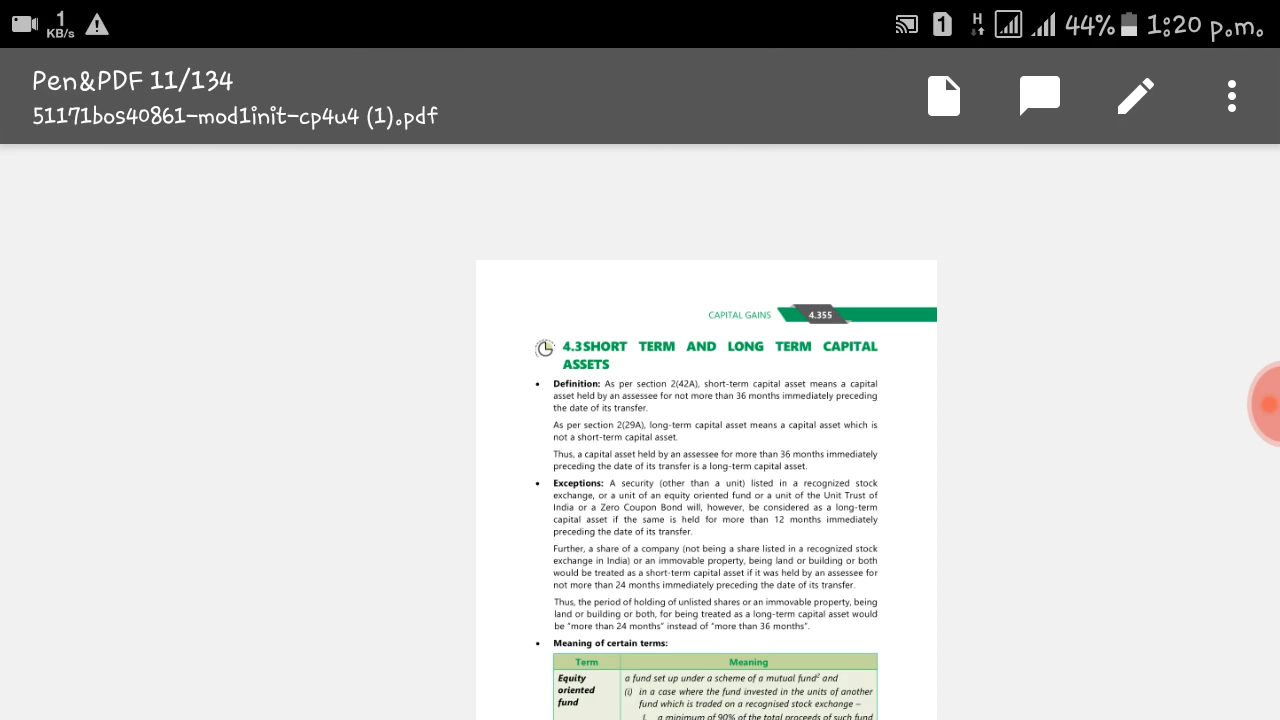 1
KB/s
1
H
44%
1:20 p.m.
Pen&PDF 11/134
51171bos40861-mod1init-cp4u4 (1).pdf
CAPITAL GAINS
4.355
4.3SHORT TERM AND LONG TERM CAPITAL
ASSETS
• Definition: As per section 2(42A), short-term capital asset means a capital
asset held by an assessee for not more than 36 months immediately preceding
the date of its transfer.
As per section 2(29A), long-term capital asset means a capital asset which is
not a short-term capital asset.
Thus, a capital asset held by an assessee for more than 36 months immediately
preceding the date of its transfer is a long-term capital asset.
• Exceptions: A security (other than a unit) listed in a recognized stock
exchange, or a unit of an equity oriented fund or a unit of the Unit Trust of
India or a Zero Coupon Bond will, however, be considered as a long-term
capital asset if the same is held for more than 12 months immediately
preceding the date of its transfer.
Further, a share of a company (not being a share listed in a recognized stock
exchange in India) or an immovable property, being land or building or both
would be treated as a short-term capital asset if it was held by an assessee for
not more than 24 months immediately preceding the date of its transfer.
Thus, the period of holding of unlisted shares or an immovable property, being
land or building or both, for being treated as a long-term capital asset would
be "more than 24 months" instead of "more than 36 months".
• Meaning of certain terms:
Term
Meaning
Equity
oriented
fund
a fund set up under a scheme of a mutual fund² and
(i) in a case where the fund invested in the units of another
fund which is traded on a recognised stock exchange –
I. a minimum of 90% of the total proceeds of such fund